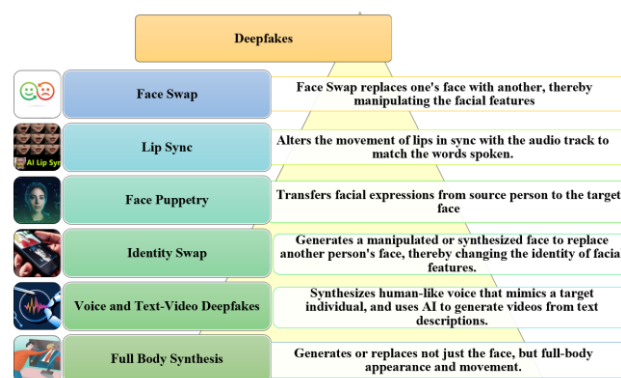 Deepfakes
Face Swap
Face Swap replaces one's face with another, thereby
manipulating the facial features
AI Lip Syn
Lip Sync
Alters the movement of lips in sync with the audio track to
match the words spoken.
Face Puppetry
Transfers facial expressions from source person to the target
face
Identity Swap
Generates a manipulated or synthesized face to replace
another person's face, thereby changing the identity of facia
features.
Voice and Text-Video Deepfakes
Synthesizes human-like voice that mimics a target
individual, and uses AI to generate videos from text
descriptions.
Full Body Synthesis
Generates or replaces not just the face, but full-body
appearance and movement.